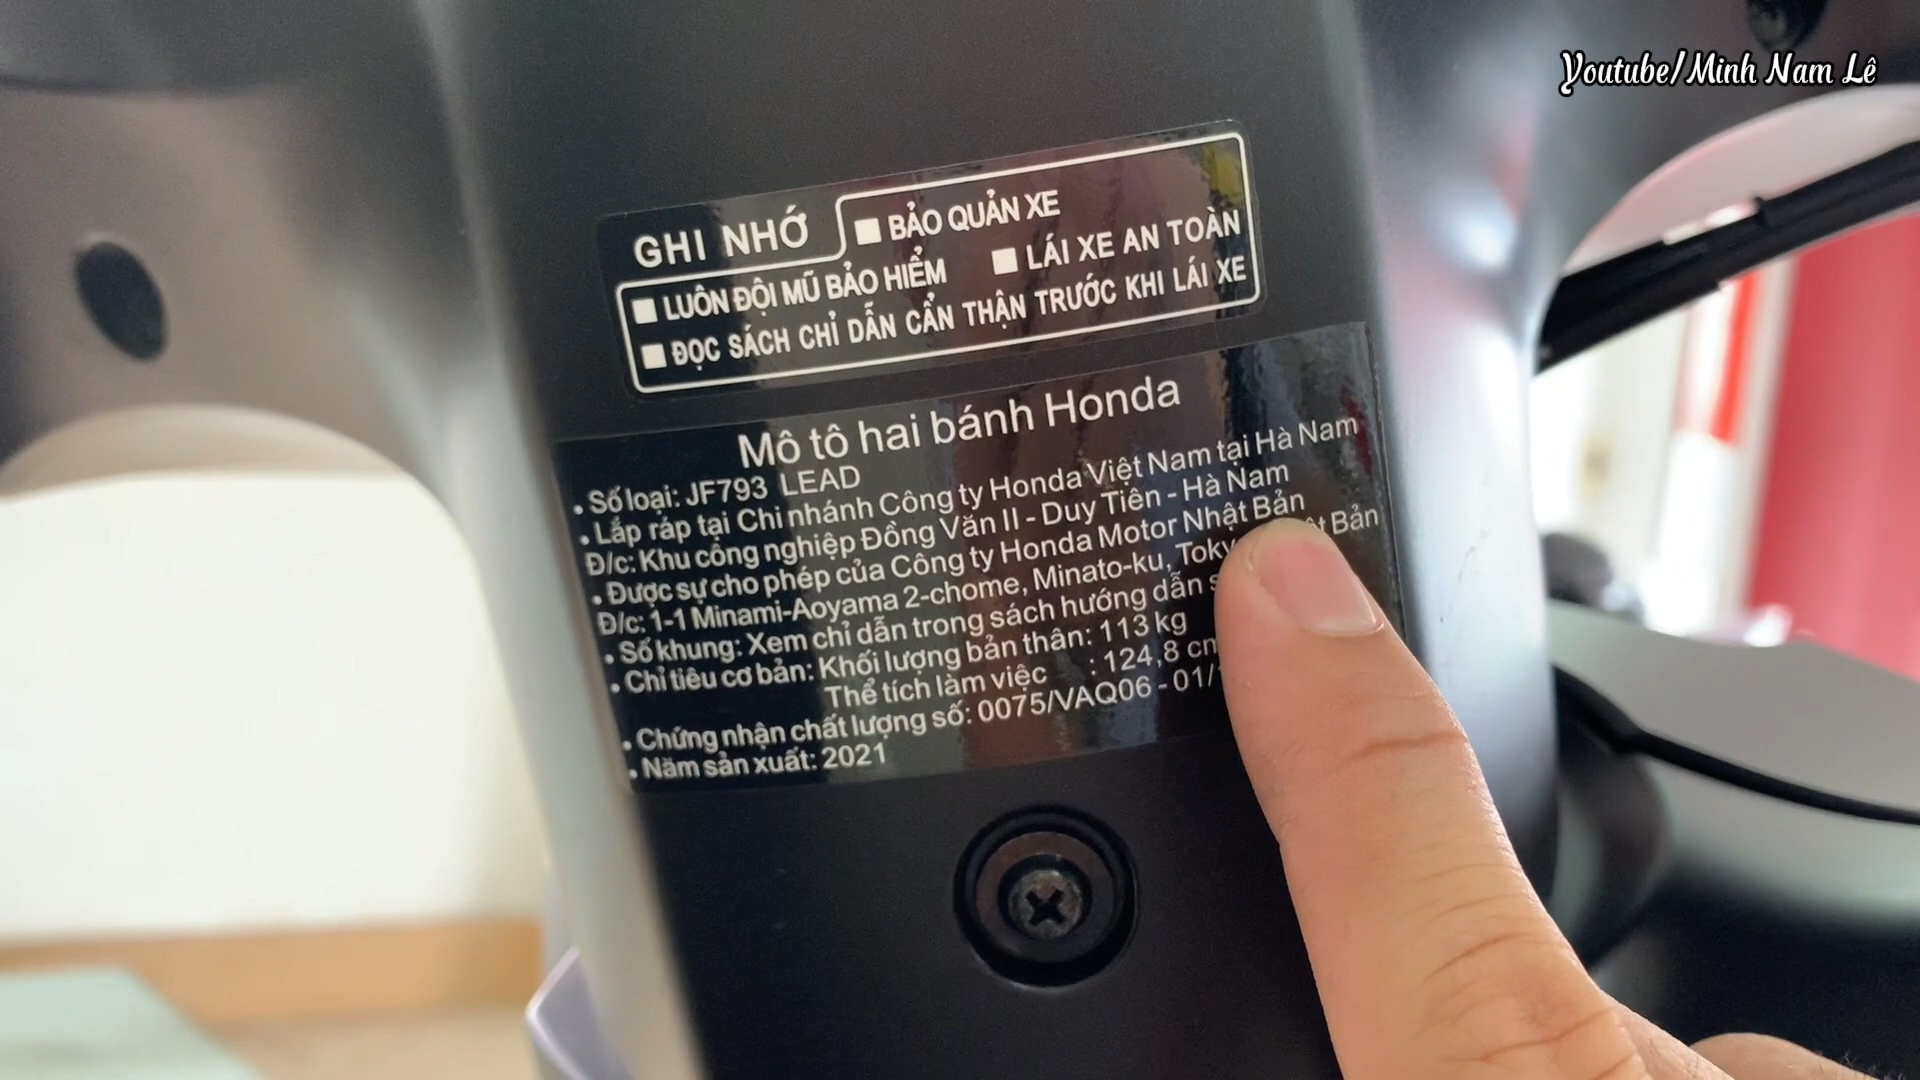 Youtube/Minh Nam Lê
GHI NHỚ
■ BẢO QUẢN XE
■ LUÔN ĐỘI MŨ BẢO HIỂM ■ LÁI XE AN TOÀN
■ ĐỌC SÁCH CHỈ DẪN CẨN THẬN TRƯỚC KHI LÁI XE
Mô tô hai bánh Honda
• Số loại: JF793 LEAD
• Lắp ráp tại Chi nhánh Công ty Honda Việt Nam tại Hà Nam
Đ/c: Khu công nghiệp Đồng Văn II - Duy Tiên - Hà Nam
• Được sự cho phép của Công ty Honda Motor Nhật Bản
Đ/c: 1-1 Minami-Aoyama 2-chome, Minato-ku, Bản
• Số khung: Xem chỉ dẫn trong sách hướng dẫn
• Chỉ tiêu cơ bản: Khối lượng bản thân: 113 kg
Thể tích làm việc : 124,8
• Chứng nhận chất lượng số: 0075/VAQ06 - 01/
• Năm sản xuất: 2021